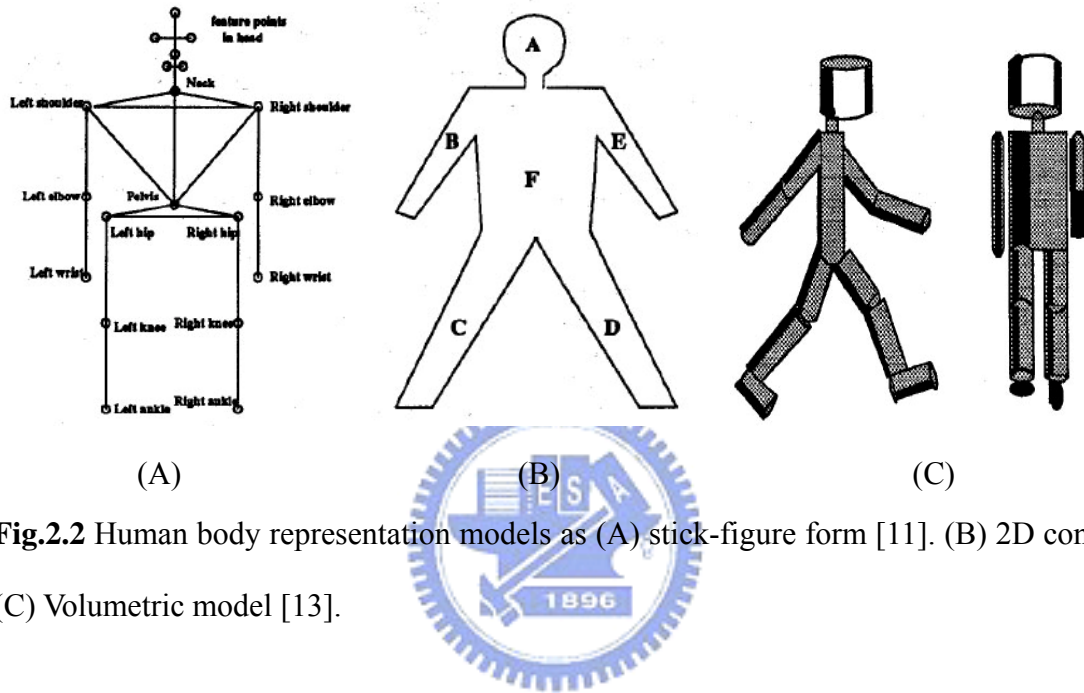 feature points
in head
Neck
Left shoulder
Right shoulder
Left elbow
Pelvis
Right elbow
Left hip
Right hip
Left wrist
Right wrist
Left knee
Right knee
Left ankle
Right ankle
A
B
E
F
C
D
(A)
(B)
(C)
Fig.2.2 Human body representation models as (A) stick-figure form [11]. (B) 2D con
(C) Volumetric model [13].
E S A
1896